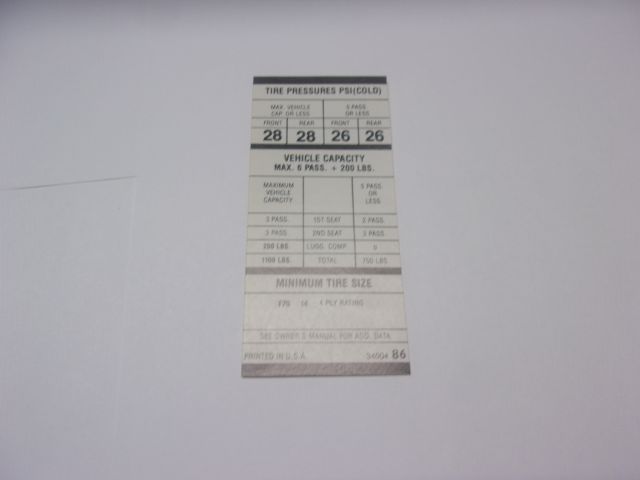 TIRE PRESSURES PSI(COLD)
MAX. VEHICLE 5 PASS
CAP. OR LESS OR LESS
FRONT REAR FRONT REAR
28 28 26 26
VEHICLE CAPACITY
MAX. 6 PASS. + 200 LBS.
MAXIMUM 5 PASS
VEHICLE OR
CAPACITY LESS
3 PASS. 1ST SEAT 2 PASS.
3 PASS. 2ND SEAT 3 PASS.
200 LBS. LUGG. COMP. 0
1100 LBS. TOTAL 750 LBS
MINIMUM TIRE SIZE
F78 14 4 PLY RATING
SEE OWNER'S MANUAL FOR ADD. DATA
PRINTED IN U.S.A. 86